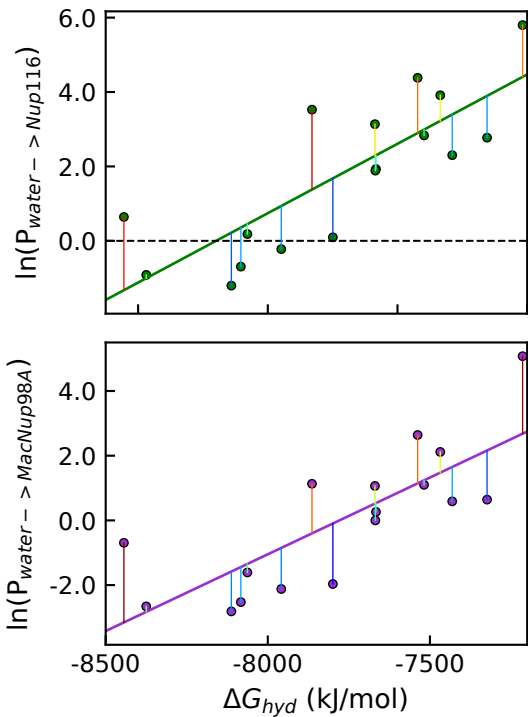 6.0
4.0
2.0
0.0
ln(P_{water->Nup116})
4.0
2.0
0.0
-2.0
ln(P_{water->MacNup98A})
-8500 -8000 -7500
ΔG_{hyd} (kJ/mol)